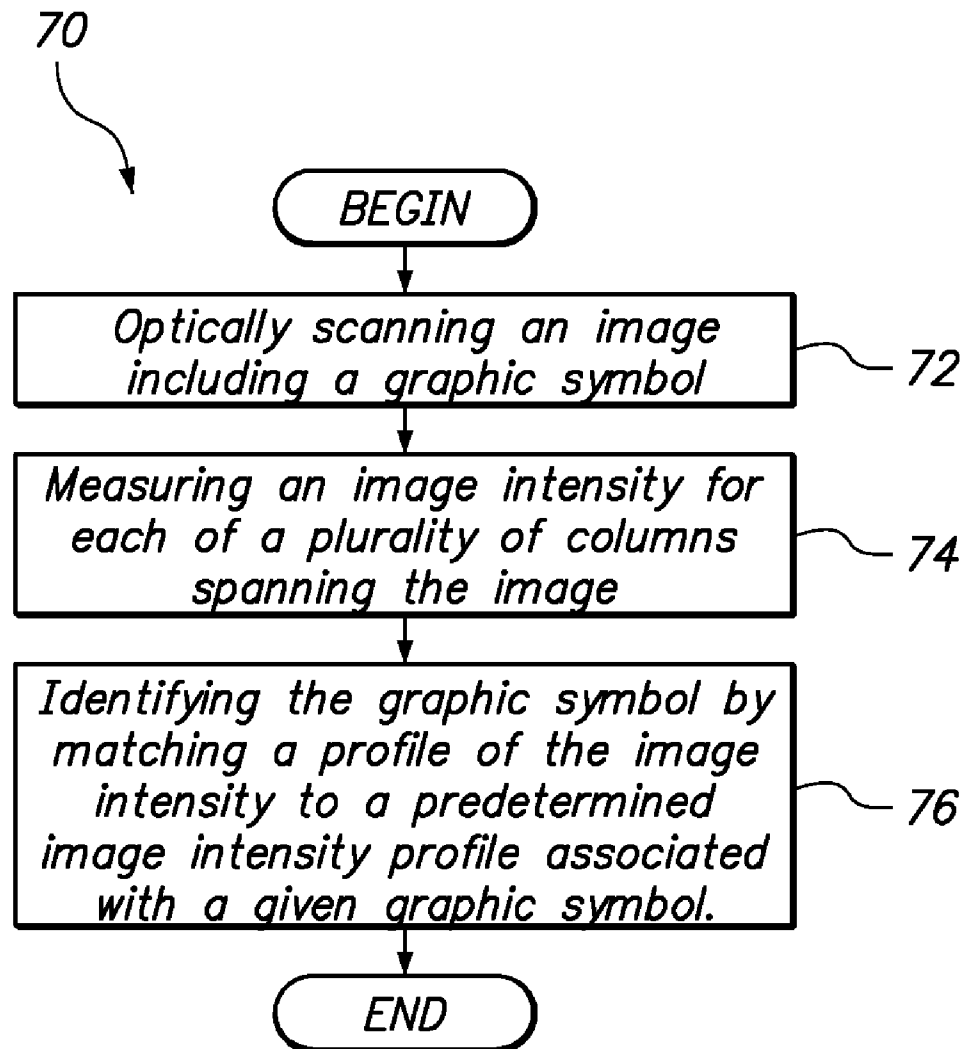 70
BEGIN
Optically scanning an image
including a graphic symbol
72
Measuring an image intensity for
each of a plurality of columns
spanning the image
74
Identifying the graphic symbol by
matching a profile of the image
intensity to a predetermined
image intensity profile associated
with a given graphic symbol.
76
END